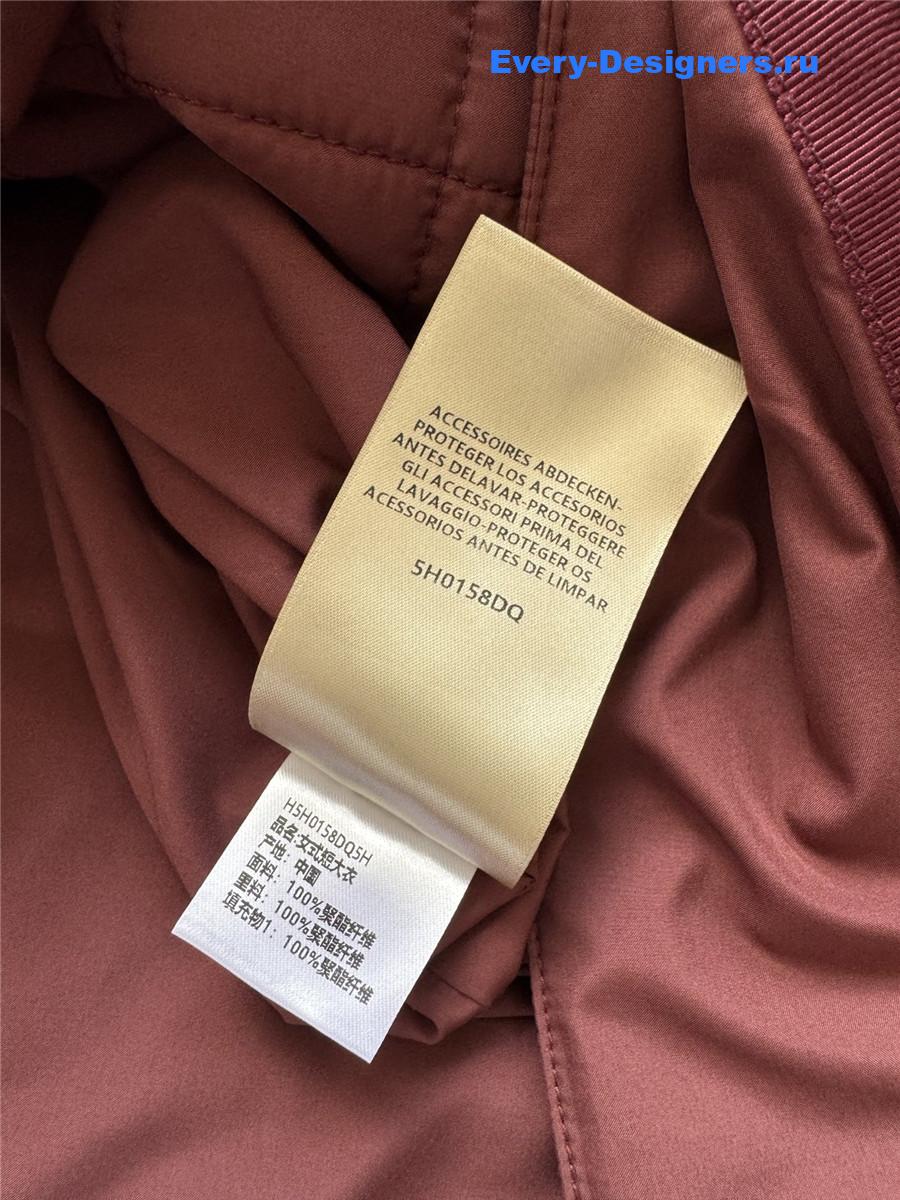 Every-Designers.ru
ACCESSOIRES ABDECKEN-
PROTEGER LOS ACCESORIOS
ANTES DELAVAR-PROTEGGERE
GLI ACCESSORI PRIMA DEL
LAVAGGIO-PROTEGER OS
ACESSORIOS ANTES DE LIMPAR
5H0158DQ
H5H0158DQ5H
品名:女式短大衣
产地: 中國
面料: 100%聚酯纤维
里料: 100%聚酯纤维
填充物1: 100%聚酯纤维